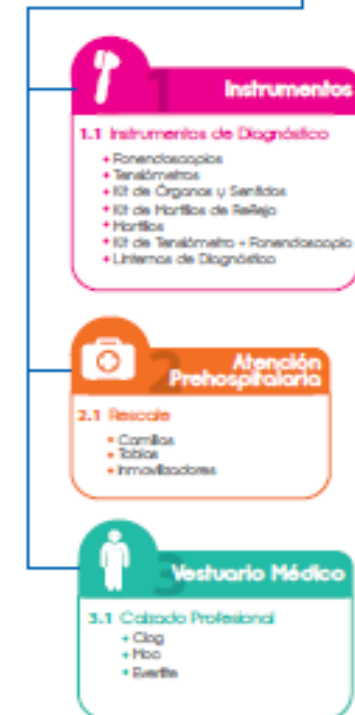 1
Instrumentos
1.1 Instrumentos de Diagnóstico
+ Fonendoscopios
+ Tensiómetros
+ Kit de Órganos y Sentidos
+ Kit de Martillos de Reflejo
+ Martillos
+ Kit de Tensiómetro + Fonendoscopio
+ Linternas de Diagnóstico
2
Atención
Prehospitalaria
2.1 Rescate
+ Camillas
+ Tablas
+ Inmovilizadores
3
Vestuario Médico
3.1 Calzado Profesional
+ Clog
+ Moc
+ Everlite